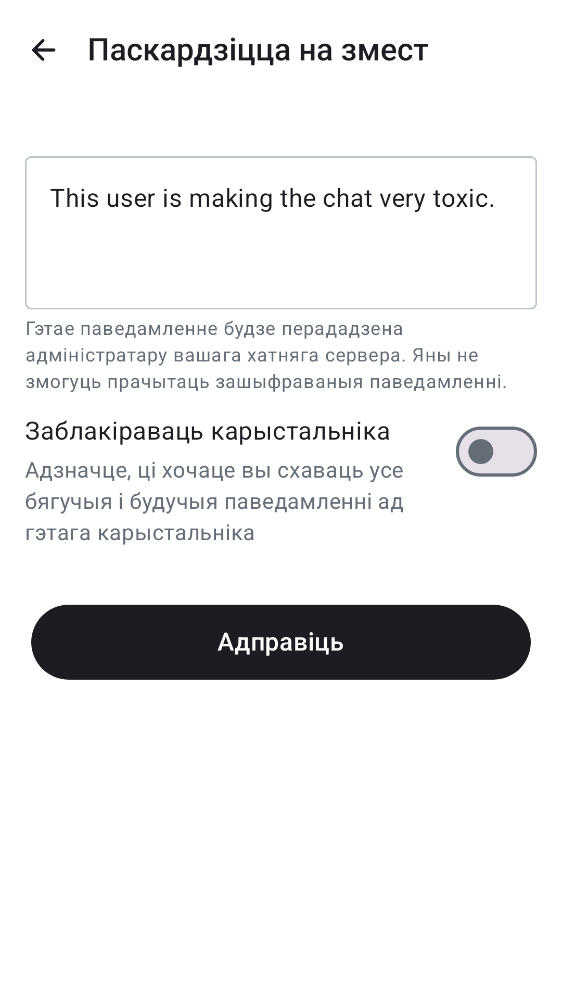 Паскардзіцца на змест
This user is making the chat very toxic.
Гэтае паведамленне будзе перададзена
адміністратару вашага хатняга сервера. Яны не
змогуць прачытаць зашыфраваныя паведамленні.
Заблакіраваць карыстальніка
Адзначце, ці хочаце вы схаваць усе
бягучыя і будучыя паведамленні ад
гэтага карыстальніка
Адправіць